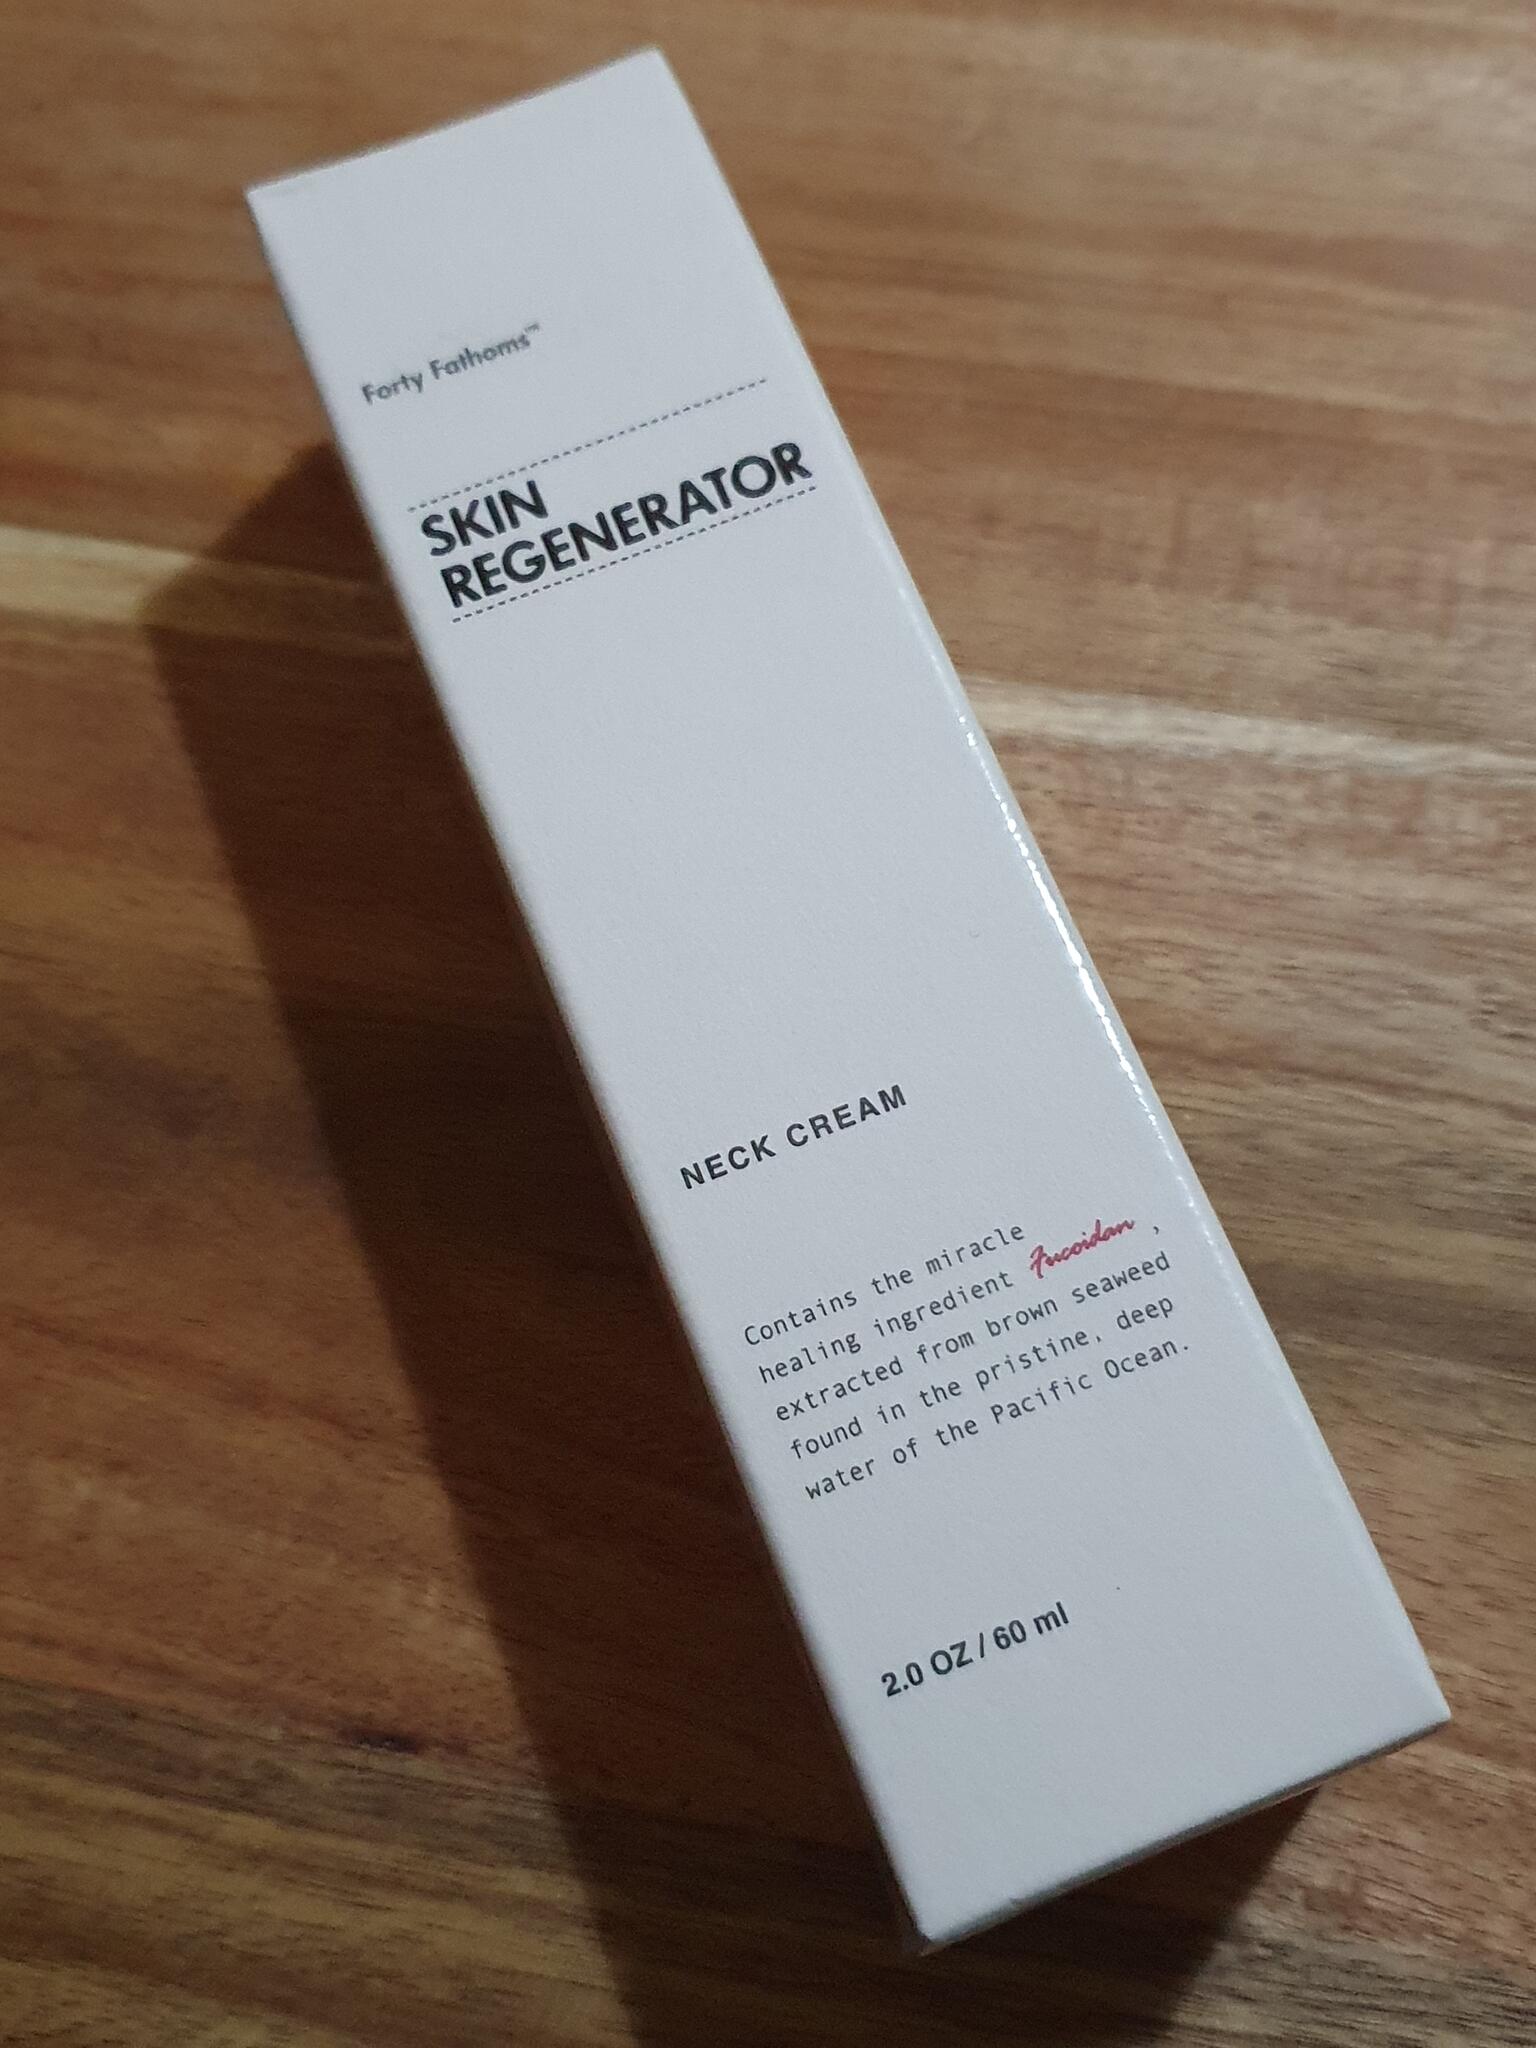 Forty Fathoms™
SKIN
REGENERATOR
NECK CREAM
Contains the miracle
healing ingredient Fucoidan ,
extracted from brown seaweed
found in the pristine, deep
water of the Pacific Ocean.
2.0 OZ / 60 ml